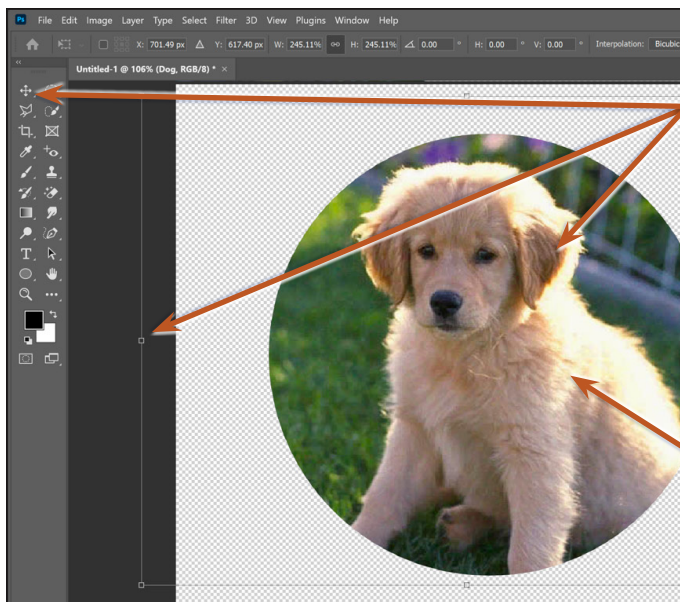 Ps File Edit Image Layer Type Select Filter 3D View Plugins Window Help
X: 701.49 px Y: 617.40 px W: 245.11% H: 245.11% 0.00 ° H: 0.00 ° V: 0.00 ° Interpolation: Bicubic
Untitled-1 @ 106% (Dog, RGB/8) * ×
T